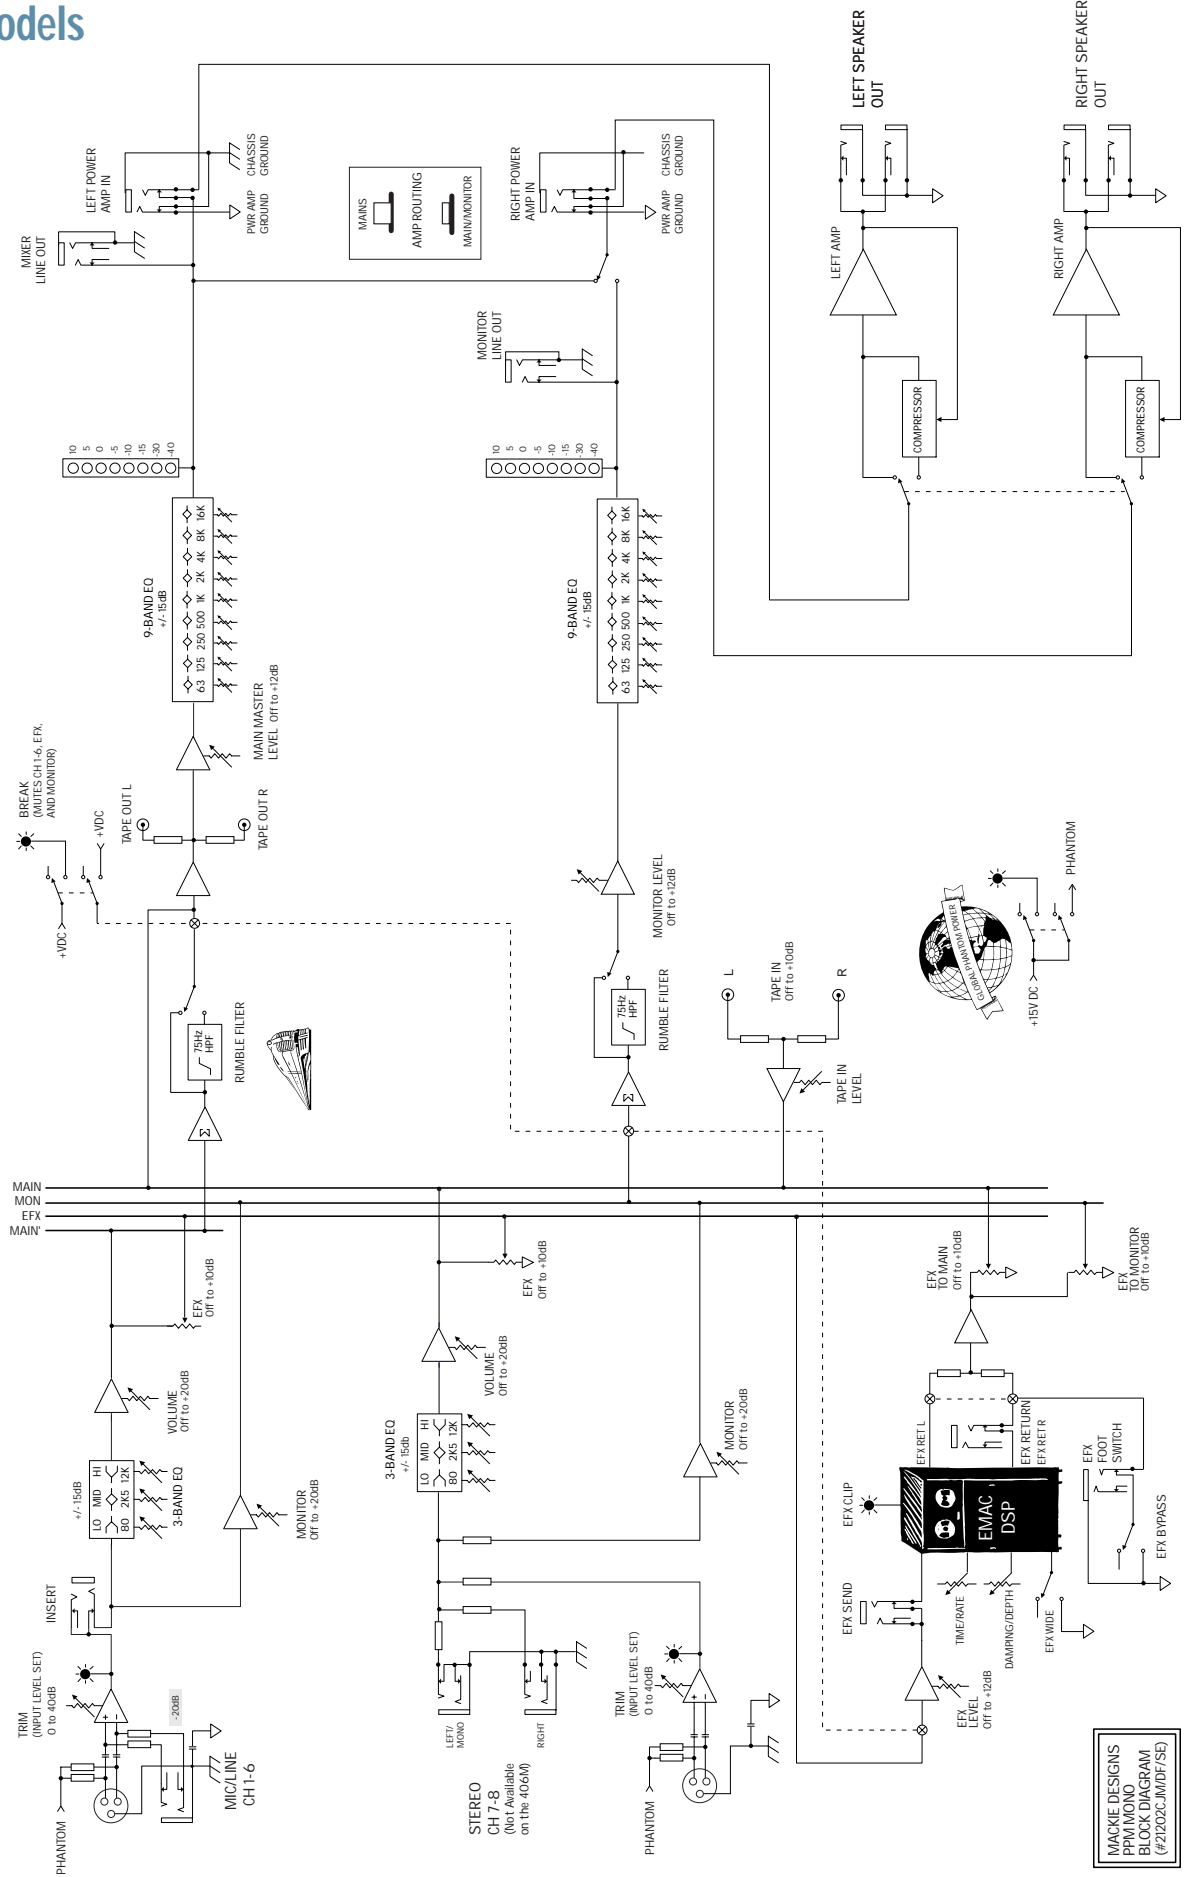 odels
LEFT POWER
AMP IN
CHASSIS
GROUND
PWR AMP
GROUND
MIXER
LINE OUT
MAINS
AMP ROUTING
MAIN/MONITOR
RIGHT POWER
AMP IN
CHASSIS
GROUND
PWR AMP
GROUND
MONITOR
LINE OUT
LEFT SPEAKER
OUT
RIGHT SPEAKER
OUT
LEFT AMP
RIGHT AMP
COMPRESSOR
COMPRESSOR
10
5
0
-5
-10
-15
-30
-40
10
5
0
-5
-10
-15
-30
-40
9-BAND EQ
+/- 15dB
63 125 250 500 1K 2K 4K 8K 16K
9-BAND EQ
+/- 15dB
63 125 250 500 1K 2K 4K 8K 16K
MAIN MASTER
LEVEL Off to +12dB
BREAK
(MUTES CH 1-6, EFX,
AND MONITOR)
+VDC
+VDC
TAPE OUT L
TAPE OUT R
MONITOR LEVEL
Off to +12dB
75Hz
HPF
RUMBLE FILTER
75Hz
HPF
RUMBLE FILTER
Σ
Σ
L
TAPE IN
Off to +10dB
R
TAPE IN
LEVEL
GLOBAL PHANTOM POWER
+15V DC
PHANTOM
MAIN
MON
EFX
MAIN'
EFX
Off to +10dB
VOLUME
Off to +20dB
+/- 15dB
LO MID HI
80 2K5 12K
3-BAND EQ
MONITOR
Off to +20dB
INSERT
TRIM
(INPUT LEVEL SET)
0 to 40dB
+
–
-20dB
PHANTOM
MIC/LINE
CH 1-6
EFX
Off to +10dB
VOLUME
Off to +20dB
3-BAND EQ
+/- 15db
LO MID HI
80 2K5 12K
MONITOR
Off to +20dB
LEFT/
MONO
RIGHT
STEREO
CH 7-8
(Not Available
on the 406M)
TRIM
(INPUT LEVEL SET)
0 to 40dB
+
–
PHANTOM
EFX
TO MAIN
Off to +10dB
EFX
TO MONITOR
Off to +10dB
EFX RET L
EFX RETURN
EFX RET R
EFX CLIP
EMAC
DSP
EFX
FOOT
SWITCH
EFX BYPASS
EFX SEND
TIME/RATE
DAMPING/DEPTH
EFX WIDE
EFX
LEVEL
Off to +12dB
MACKIE DESIGNS
PPM MONO
BLOCK DIAGRAM
(#21202CJM/DF/SE)